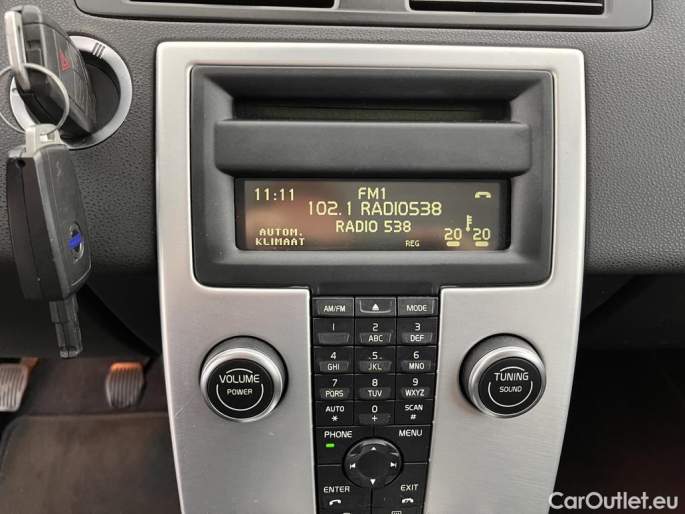 11:11
FM1
102.1 RADIO538
RADIO 538
AUTOM.
KLIMAAT
REG
20 20
AM/FM
MODE
1
2 ABC
3 DEF
4 GHI
5 JKL
6 MNO
7 PQRS
8 TUV
9 WXYZ
AUTO *
0 +
SCAN #
PHONE
MENU
ENTER
EXIT
VOLUME
POWER
TUNING
SOUND
CarOutlet.eu